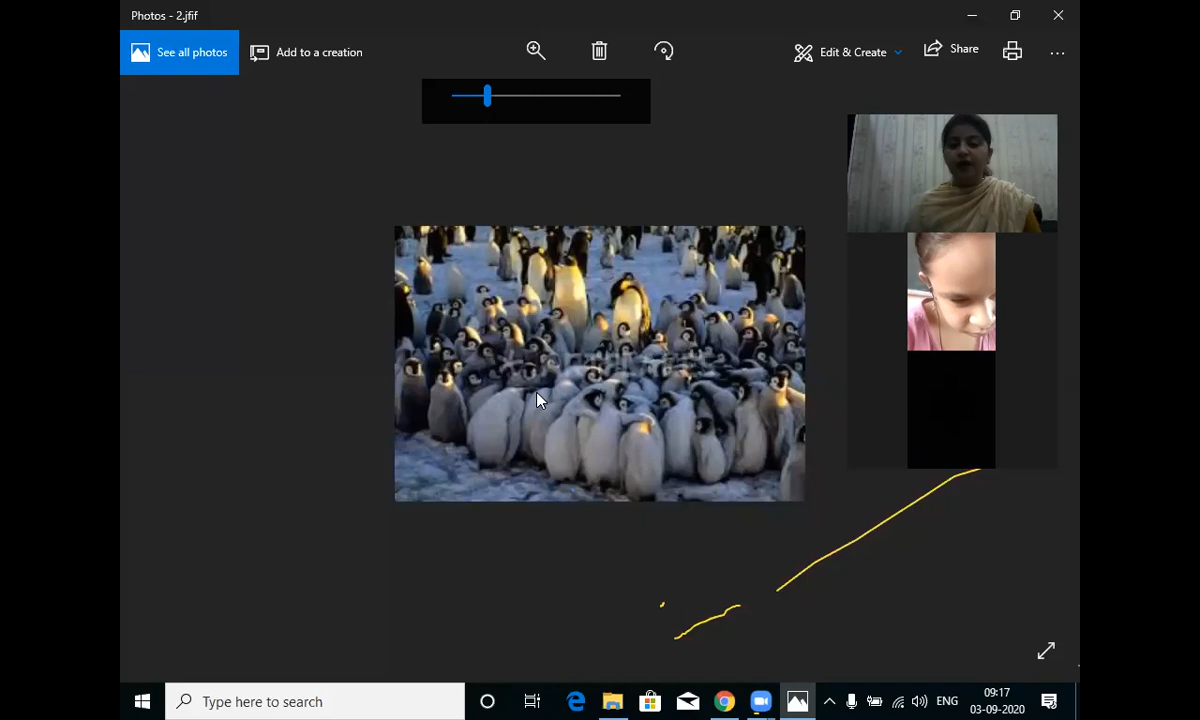 Photos - 2.jfif
See all photos
Add to a creation
Edit & Create
Share
Type here to search
ENG
09:17
03-09-2020